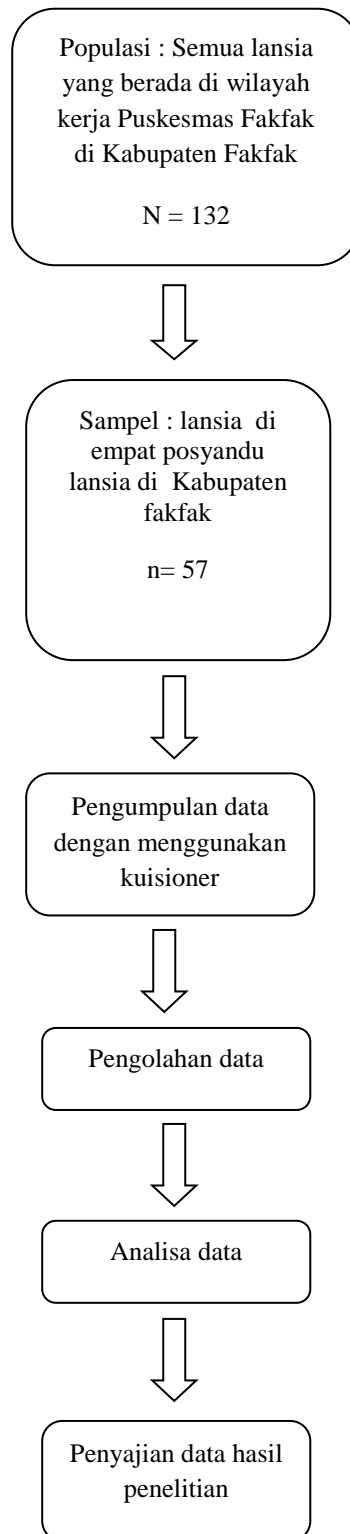 Populasi : Semua lansia
yang berada di wilayah
kerja Puskesmas Fakfak
di Kabupaten Fakfak
N = 132
Sampel : lansia di
empat posyandu
lansia di Kabupaten
fakfak
n= 57
Pengumpulan data
dengan menggunakan
kuisioner
Pengolahan data
Analisa data
Penyajian data hasil
penelitian